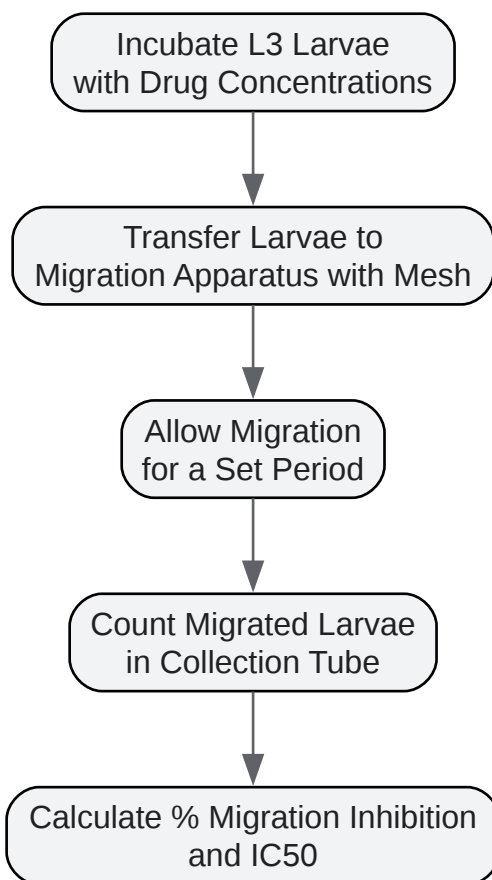 Incubate L3 Larvae
with Drug Concentrations
Transfer Larvae to
Migration Apparatus with Mesh
Allow Migration
for a Set Period
Count Migrated Larvae
in Collection Tube
Calculate % Migration Inhibition
and IC50